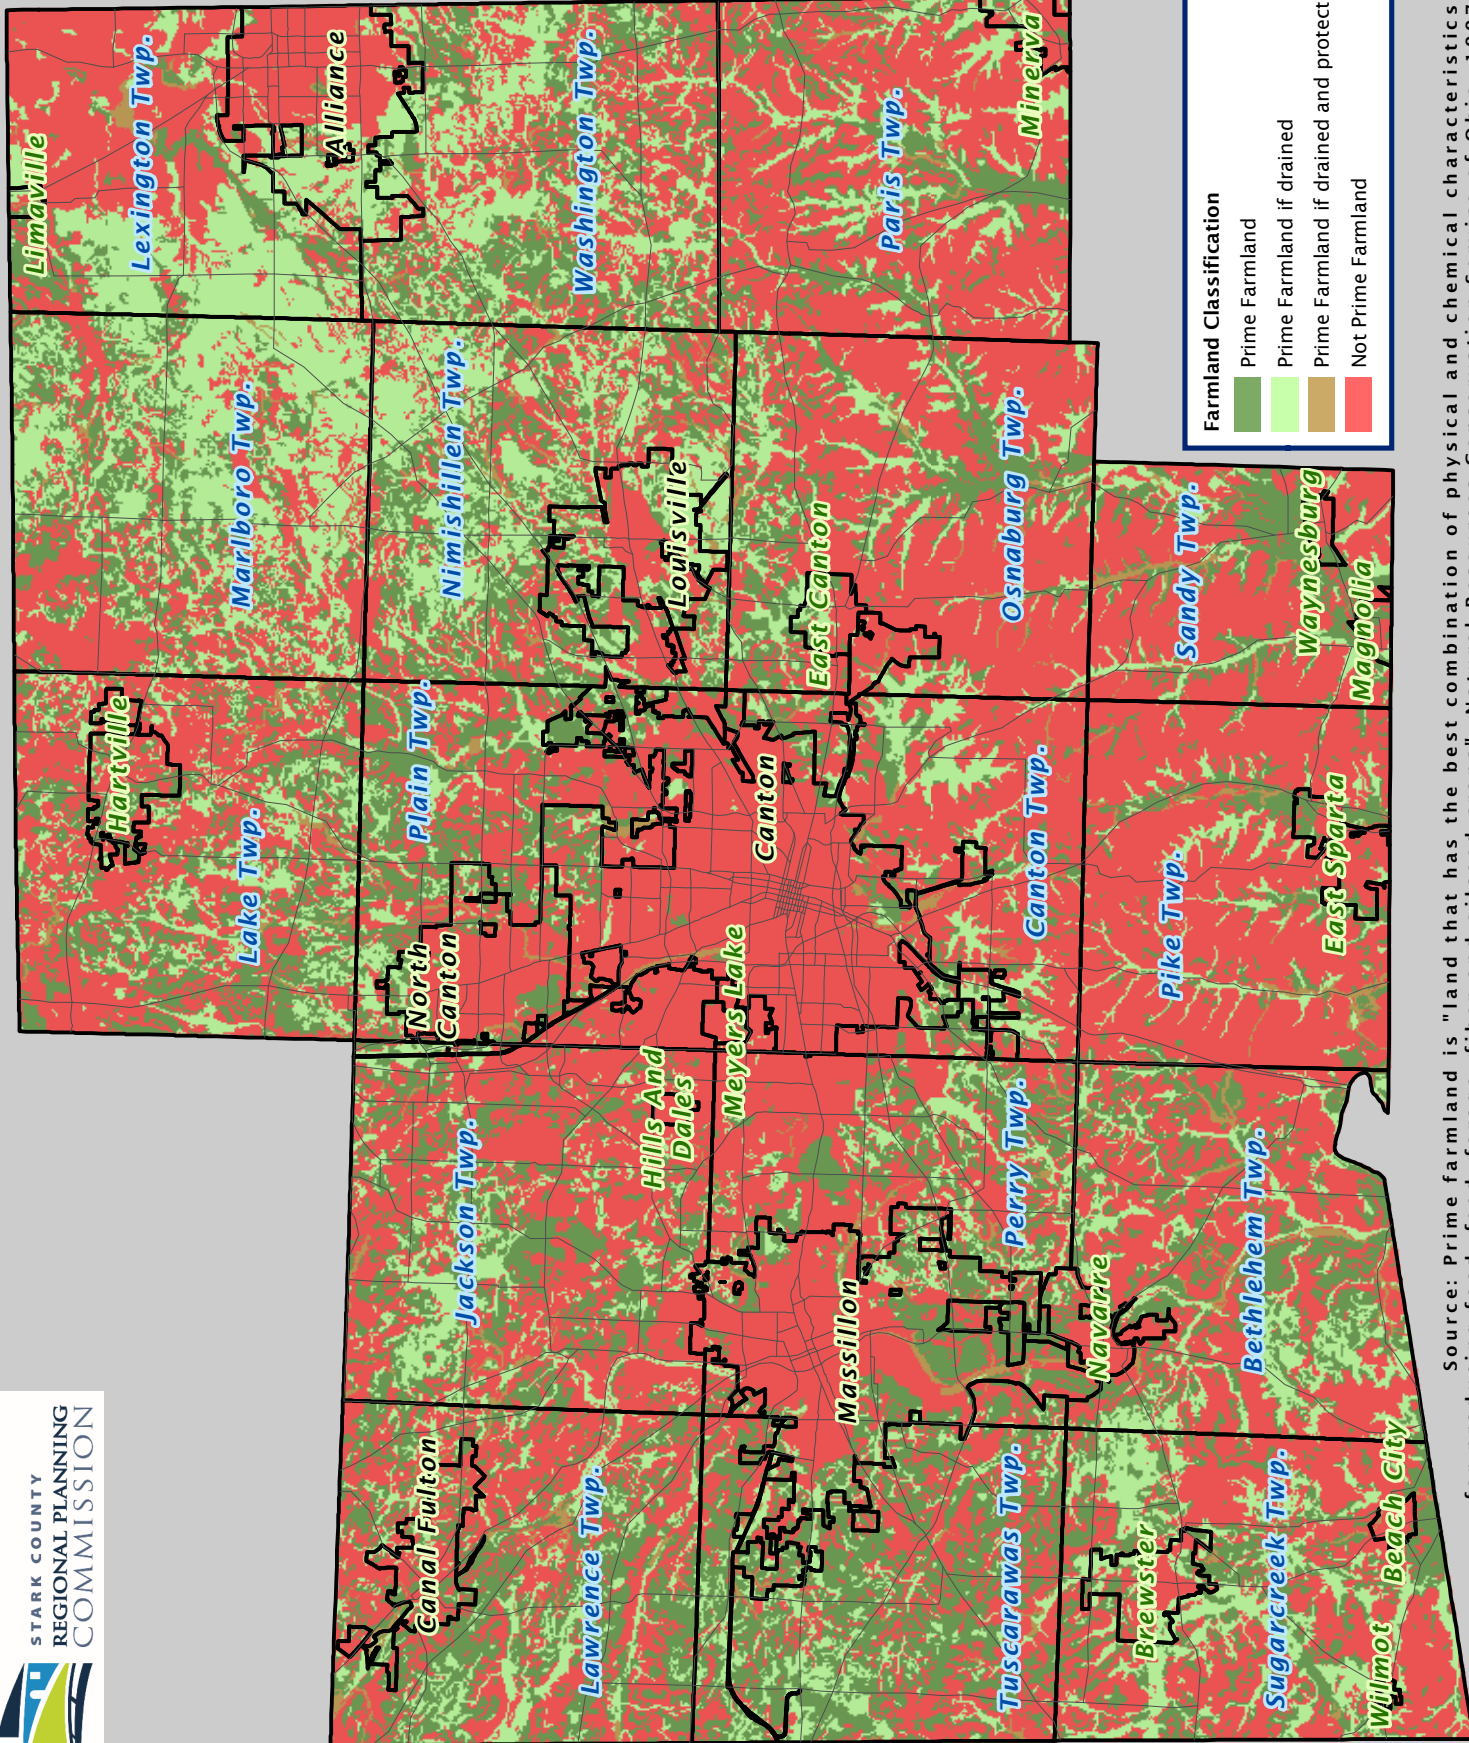 STARK COUNTY
REGIONAL PLANNING
COMMISSION
Limaville
Lexington Twp.
Alliance
Washington Twp.
Paris Twp.
Minerva
Marlboro Twp.
Nimishillen Twp.
Louisville
East Canton
Osnaburg Twp.
Sandy Twp.
Waynesburg
Magnolia
Hartville
Lake Twp.
Plain Twp.
North
Canton
Canton
Meyers Lake
Canton Twp.
Pike Twp.
East Sparta
Jackson Twp.
Hills And
Dales
Perry Twp.
Massillon
Navarre
Bethlehem Twp.
Canal Fulton
Lawrence Twp.
Tuscarawas Twp.
Brewster
Sugarcreek Twp.
Beach City
Wilmot
Farmland Classification
Prime Farmland
Prime Farmland if drained
Prime Farmland if drained and protect
Not Prime Farmland
Source: Prime farmland is "land that has the best combination of physical and chemical characteristics